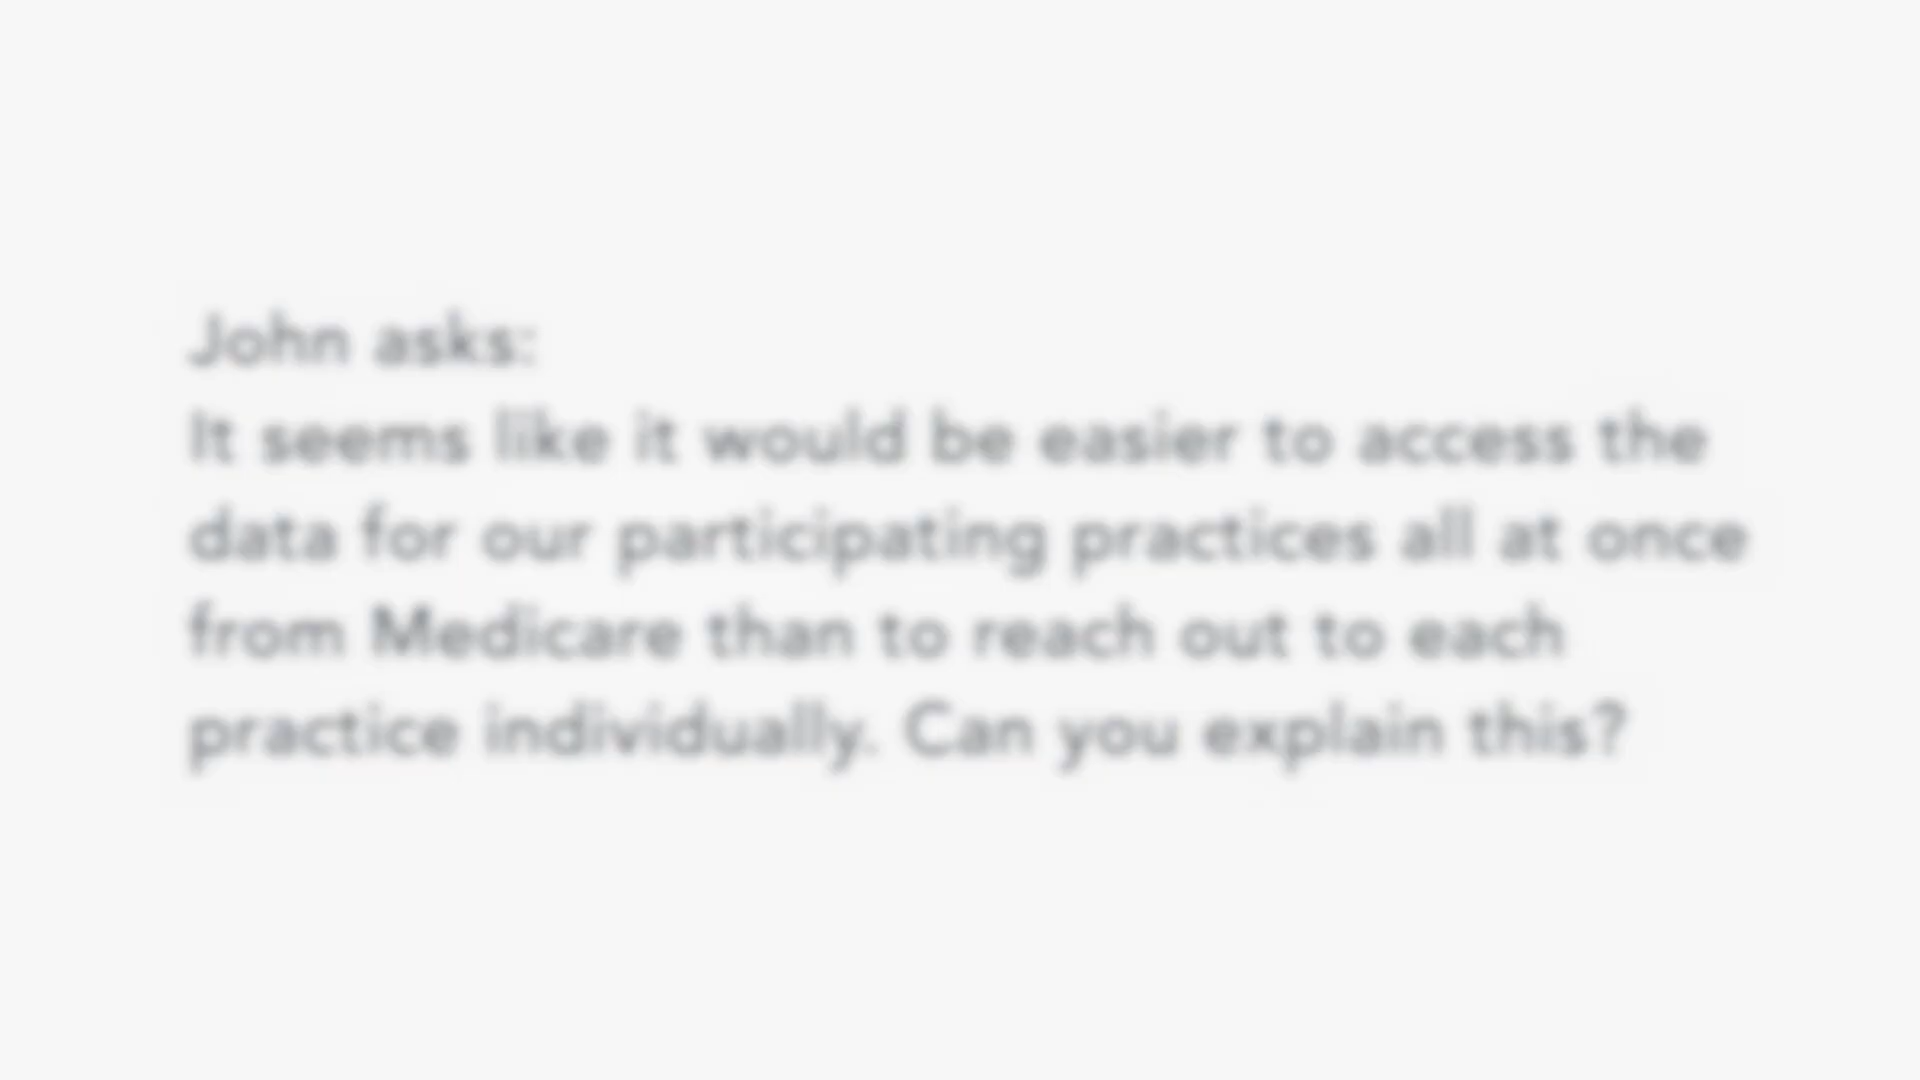 John asks:
It seems like it would be easier to access the
data for our participating practices all at once
from Medicare than to reach out to each
practice individually. Can you explain this?